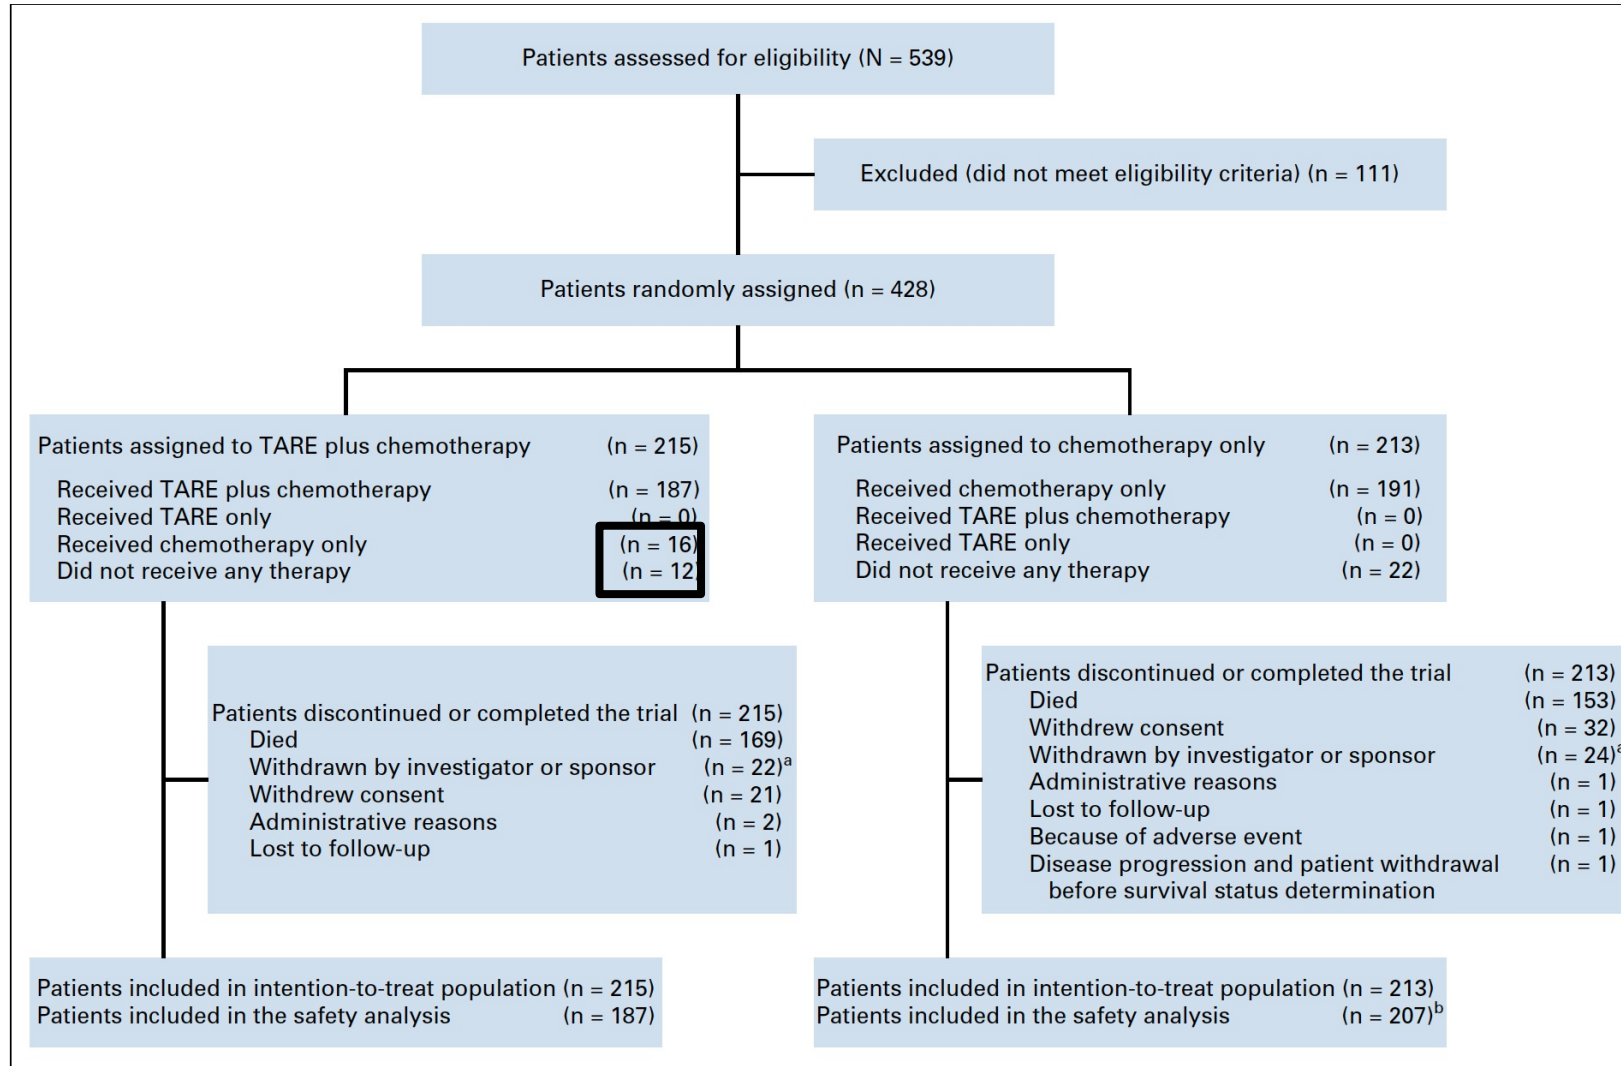 Patients assessed for eligibility (N = 539)
Excluded (did not meet eligibility criteria) (n = 111)
Patients randomly assigned (n = 428)
Patients assigned to TARE plus chemotherapy (n = 215)
Received TARE plus chemotherapy (n = 187)
Received TARE only (n = 0)
Received chemotherapy only (n = 16)
Did not receive any therapy (n = 12)
Patients assigned to chemotherapy only (n = 213)
Received chemotherapy only (n = 191)
Received TARE plus chemotherapy (n = 0)
Received TARE only (n = 0)
Did not receive any therapy (n = 22)
Patients discontinued or completed the trial (n = 215)
Died (n = 169)
Withdrawn by investigator or sponsor (n = 22)a
Withdrew consent (n = 21)
Administrative reasons (n = 2)
Lost to follow-up (n = 1)
Patients discontinued or completed the trial (n = 213)
Died (n = 153)
Withdrew consent (n = 32)
Withdrawn by investigator or sponsor (n = 24)a
Administrative reasons (n = 1)
Lost to follow-up (n = 1)
Because of adverse event (n = 1)
Disease progression and patient withdrawal (n = 1)
before survival status determination
Patients included in intention-to-treat population (n = 215)
Patients included in the safety analysis (n = 187)
Patients included in intention-to-treat population (n = 213)
Patients included in the safety analysis (n = 207)b